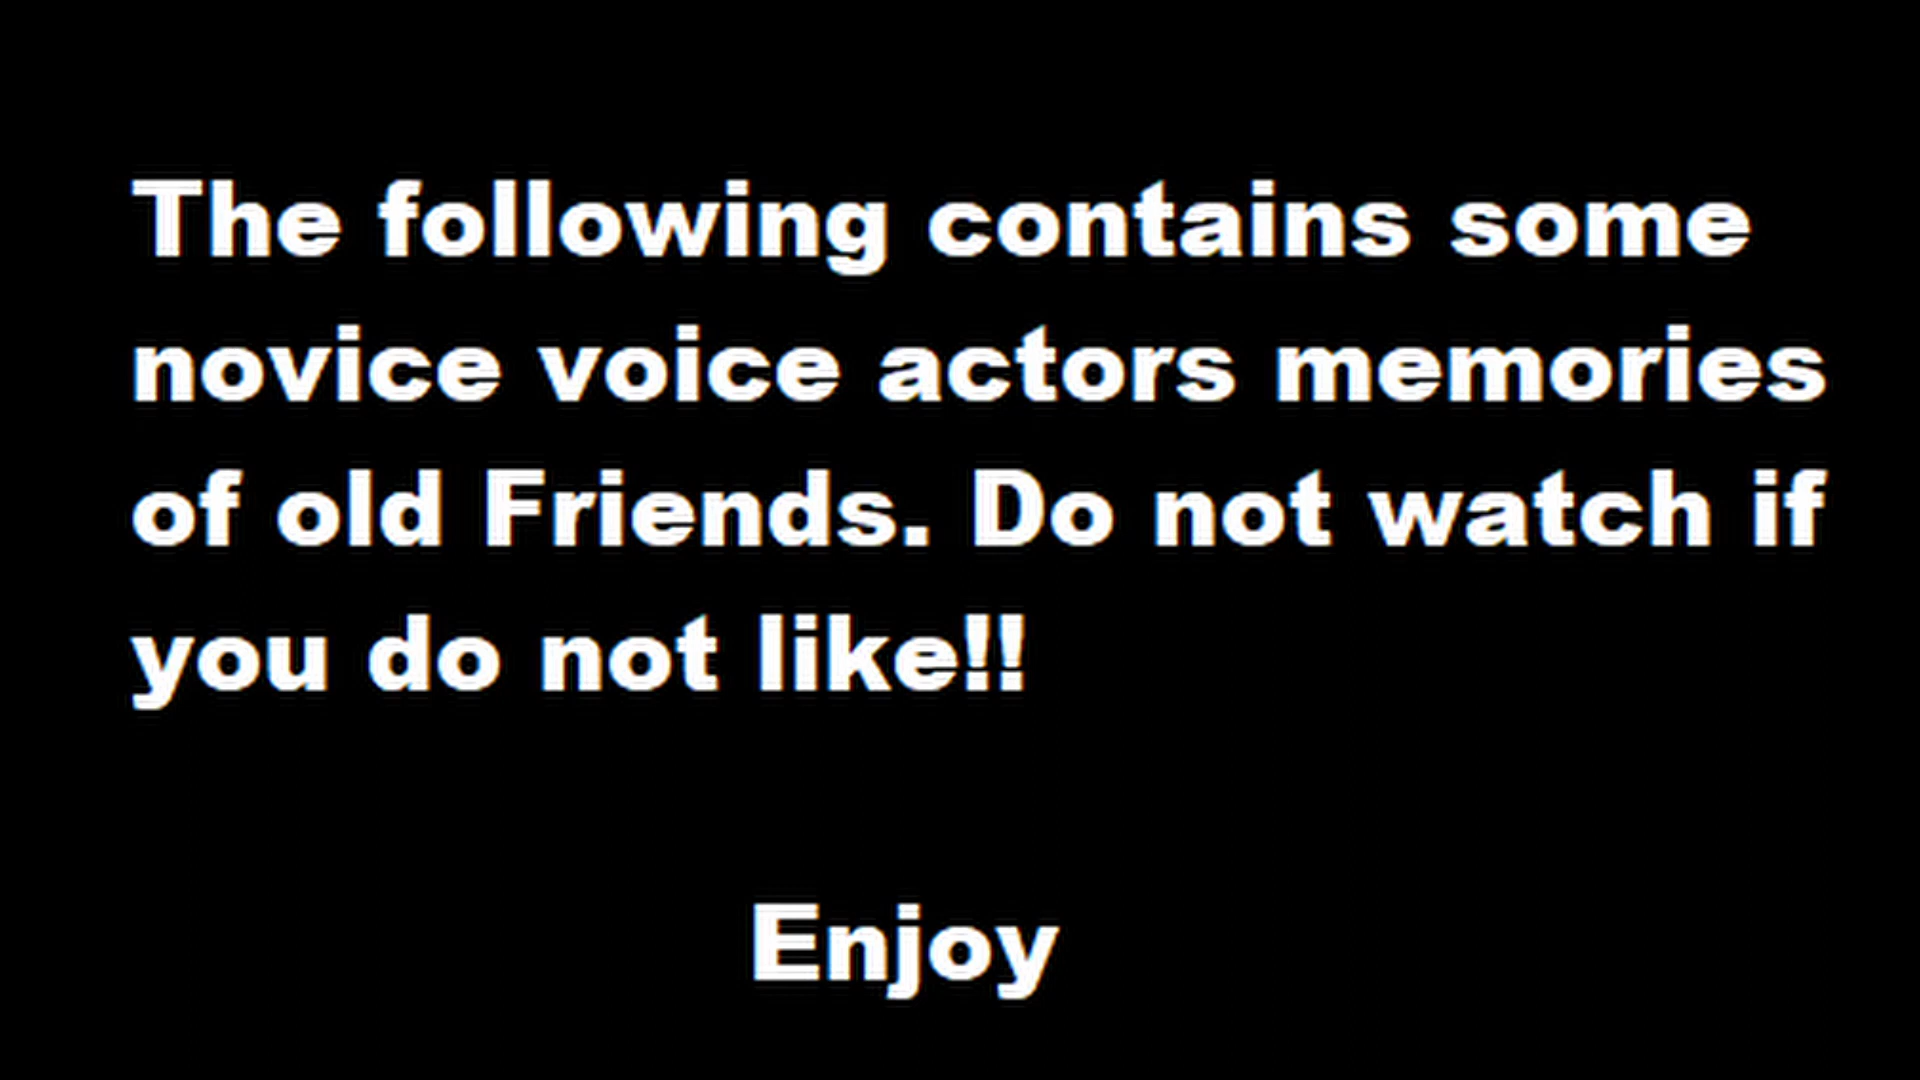 The following contains some
novice voice actors memories
of old Friends. Do not watch if
you do not like!!
Enjoy